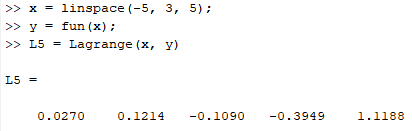 >> x = linspace(-5, 3, 5);
>> y = fun(x);
>> L5 = Lagrange(x, y)
L5 =
0.0270 0.1214 -0.1090 -0.3949 1.1188